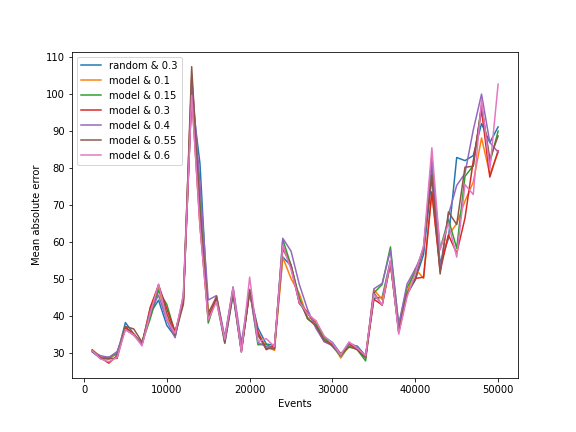 110
100
90
80
70
60
50
40
30
Mean absolute error
random & 0.3
model & 0.1
model & 0.15
model & 0.3
model & 0.4
model & 0.55
model & 0.6
0 10000 20000 30000 40000 50000
Events